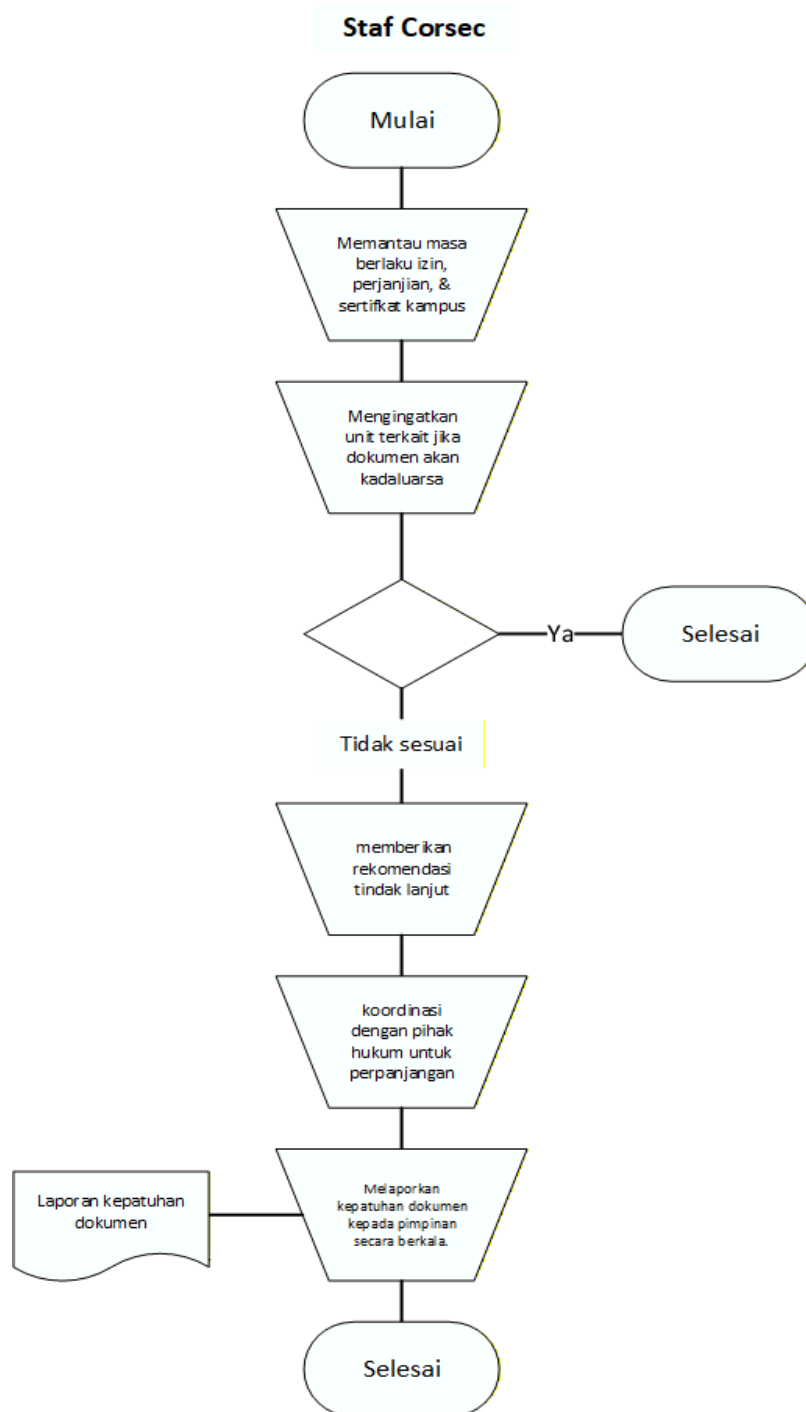 Staf Corsec
Mulai
Memantau masa
berlaku izin,
perjanjian, &
sertifkat kampus
Mengingatkan
unit terkait jika
dokumen akan
kadaluarsa
Ya
Selesai
Tidak sesuai
memberikan
rekomendasi
tindak lanjut
koordinasi
dengan pihak
hukum untuk
perpanjangan
Laporan kepatuhan
dokumen
Melaporkan
kepatuhan dokumen
kepada pimpinan
secara berkala.
Selesai